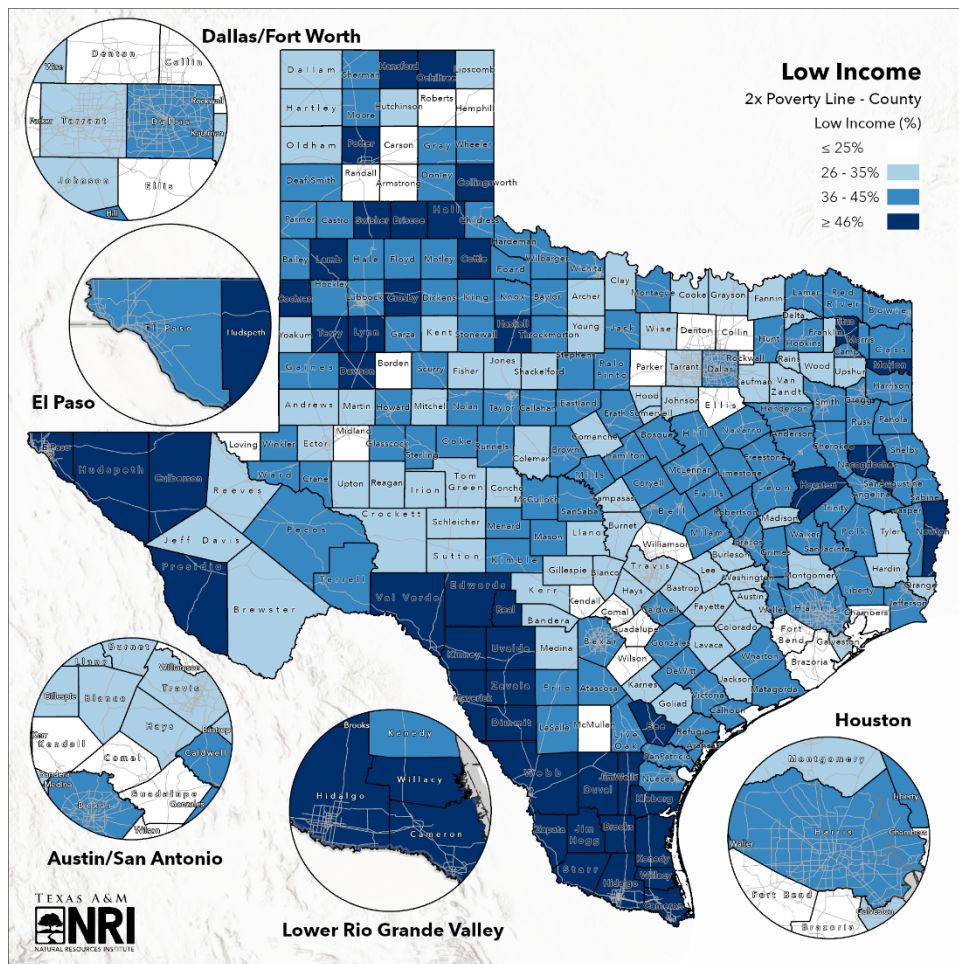 Dallas/Fort Worth
Denton Collin
Wise
Rockwall
Parker Tarrant Dallas
Kaufman
Johnson Ellis
Hill
Low Income
2x Poverty Line - County
Low Income (%)
≤ 25%
26 - 35%
36 - 45%
≥ 46%
El Paso Hudspeth
El Paso
Dallam Sherman Hansford Ochiltree Lipscomb
Hartley Moore Hutchinson Roberts Hemphill
Oldham Potter Carson Gray Wheeler
Deaf Smith Randall Armstrong Donley Collingsworth
Parmer Castro Swisher Briscoe Hall Childress
Hardeman
Bailey Lamb Hale Floyd Motley Cottle Foard Wilbarger Wichita
Clay Montague Cooke Grayson Fannin Lamar Red River Bowie
Cochran Hockley Lubbock Crosby Dickens King Knox Baylor Archer
Delta Titus Franklin Morris Hopkins Camp Cass
Yoakum Terry Lynn Garza Kent Stonewall Haskell Throckmorton Young Jack Wise Denton Collin Hunt
Rains Wood Upshur Marion
Gaines Dawson Borden Scurry Fisher Jones Shackelford Stephens Palo Pinto Parker Tarrant Dallas Rockwall Kaufman Van Zandt Gregg Harrison
Andrews Martin Howard Mitchell Nolan Taylor Callahan Eastland Erath Hood Somervell Johnson Ellis Henderson Rusk Panola
Loving Winkler Ector Midland Glasscock Sterling Coke Runnels Coleman Brown Comanche Hamilton Bosque Hill Navarro Anderson Cherokee Shelby
El Paso Hudspeth Culberson Reeves Ward Crane Upton Reagan Irion Tom Green Concho McCulloch Mills Coryell McLennan Limestone Freestone Leon Houston Nacogdoches San Augustine Angelina Sabine
Jeff Davis Pecos Crockett Schleicher Menard San Saba Lampasas Bell Falls Robertson Madison Trinity Polk Tyler Jasper Newton
Presidio Brewster Terrell Sutton Kimble Mason Llano Burnet Williamson Milam Brazos Grimes Walker San Jacinto Hardin
Val Verde Edwards Kerr Gillespie Blanco Travis Lee Burleson Washington Montgomery Liberty Orange
Real Bandera Kendall Comal Hays Bastrop Austin Waller Harris Chambers Jefferson
Kinney Uvalde Medina Bexar Guadalupe Caldwell Fayette Colorado Fort Bend Galveston
Wilson Gonzales Lavaca Wharton Brazoria
Maverick Zavala Frio Atascosa Karnes DeWitt Jackson Matagorda
Dimmit LaSalle McMullen Live Oak Bee Goliad Victoria Calhoun
Refugio Aransas
Webb Duval Jim Wells San Patricio Nueces Kleberg
Zapata Jim Hogg Brooks Kenedy
Starr Hidalgo Willacy Cameron
Burnet
Llano Williamson
Gillespie Blanco Travis
Hays Bastrop
Kerr Kendall Comal Caldwell
Bandera
Medina Bexar Guadalupe Gonzales
Wilson
Austin/San Antonio
Brooks Kenedy
Willacy
Hidalgo
Cameron
Lower Rio Grande Valley
Houston
Montgomery
Liberty
Harris Chambers
Waller
Fort Bend
Galveston
Brazoria
TEXAS A&M
NRI
NATURAL RESOURCES INSTITUTE